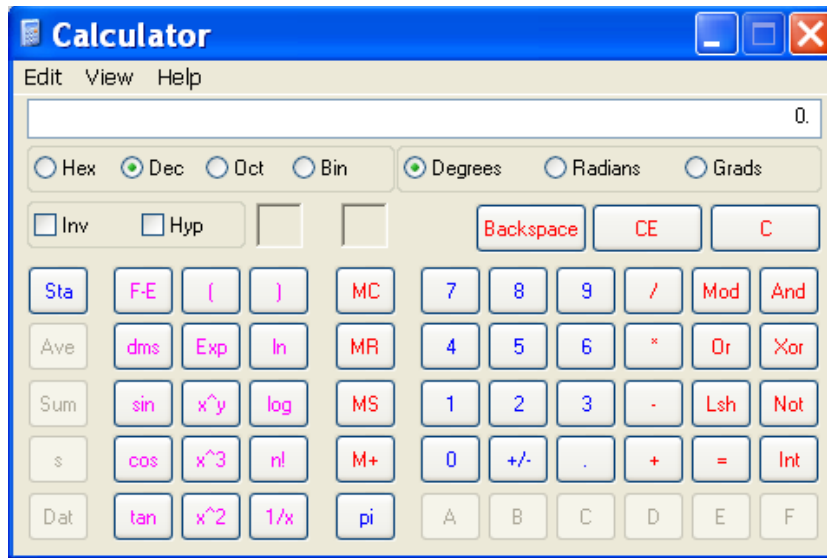 Calculator
Edit View Help
0.
Hex Dec Oct Bin Degrees Radians Grads
Inv Hyp Backspace CE C
Sta F-E ( ) MC 7 8 9 / Mod And
Ave dms Exp ln MR 4 5 6 * Or Xor
Sum sin x^y log MS 1 2 3 - Lsh Not
s cos x^3 n! M+ 0 +/- . + = Int
Dat tan x^2 1/x pi A B C D E F